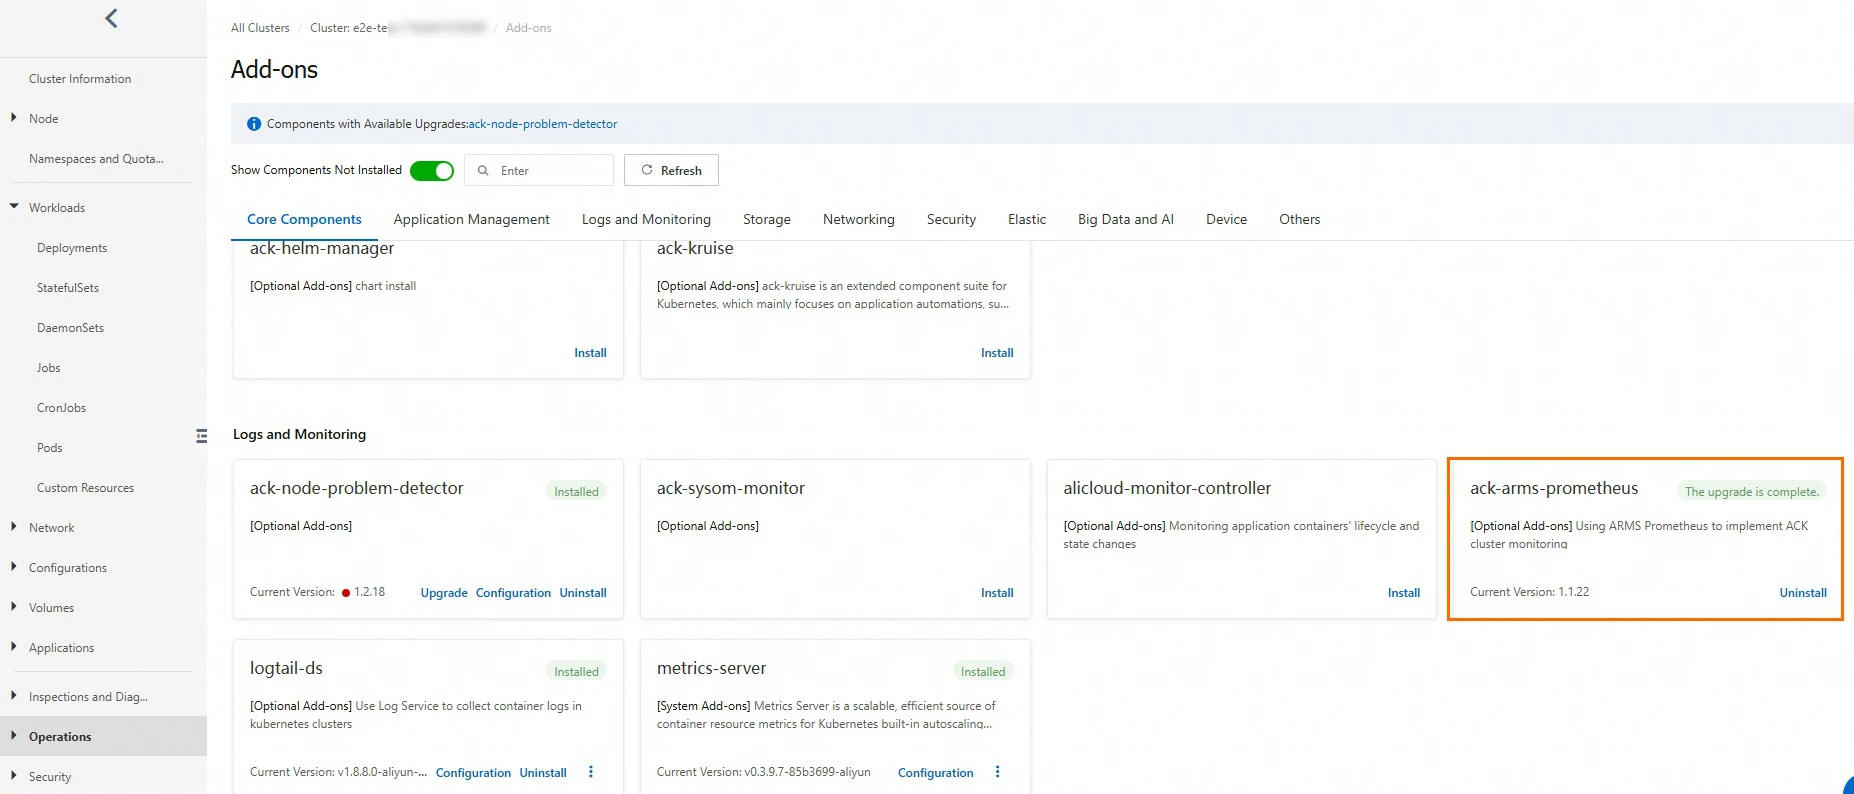 All Clusters / Cluster: e2e-te / Add-ons
Add-ons
Components with Available Upgrades:ack-node-problem-detector
Show Components Not Installed
Enter
Refresh
Core Components
Application Management
Logs and Monitoring
Storage
Networking
Security
Elastic
Big Data and AI
Device
Others
Cluster Information
Node
Namespaces and Quota...
Workloads
Deployments
StatefulSets
DaemonSets
Jobs
CronJobs
Pods
Custom Resources
Network
Configurations
Volumes
Applications
Inspections and Diag...
Operations
Security
ack-helm-manager
[Optional Add-ons] chart install
Install
ack-kruise
[Optional Add-ons] ack-kruise is an extended component suite for
Kubernetes, which mainly focuses on application automations, su...
Install
Logs and Monitoring
ack-node-problem-detector
Installed
[Optional Add-ons]
Current Version: 1.2.18
Upgrade Configuration Uninstall
ack-sysom-monitor
[Optional Add-ons]
Install
alicloud-monitor-controller
[Optional Add-ons] Monitoring application containers' lifecycle and
state changes
Install
ack-arms-prometheus
The upgrade is complete.
[Optional Add-ons] Using ARMS Prometheus to implement ACK
cluster monitoring
Current Version: 1.1.22
Uninstall
logtail-ds
Installed
[Optional Add-ons] Use Log Service to collect container logs in
kubernetes clusters
Current Version: v1.8.8.0-aliyun-...
Configuration Uninstall
metrics-server
Installed
[System Add-ons] Metrics Server is a scalable, efficient source of
container resource metrics for Kubernetes built-in autoscaling...
Current Version: v0.3.9.7-85b3699-aliyun
Configuration